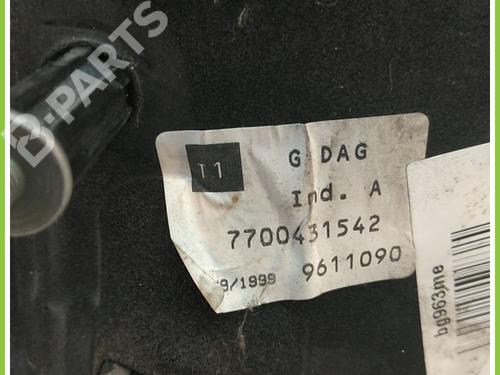 B-PARTS
T1
G DAG
Ind. A
7700431542
9/1999 9611090
bg963me